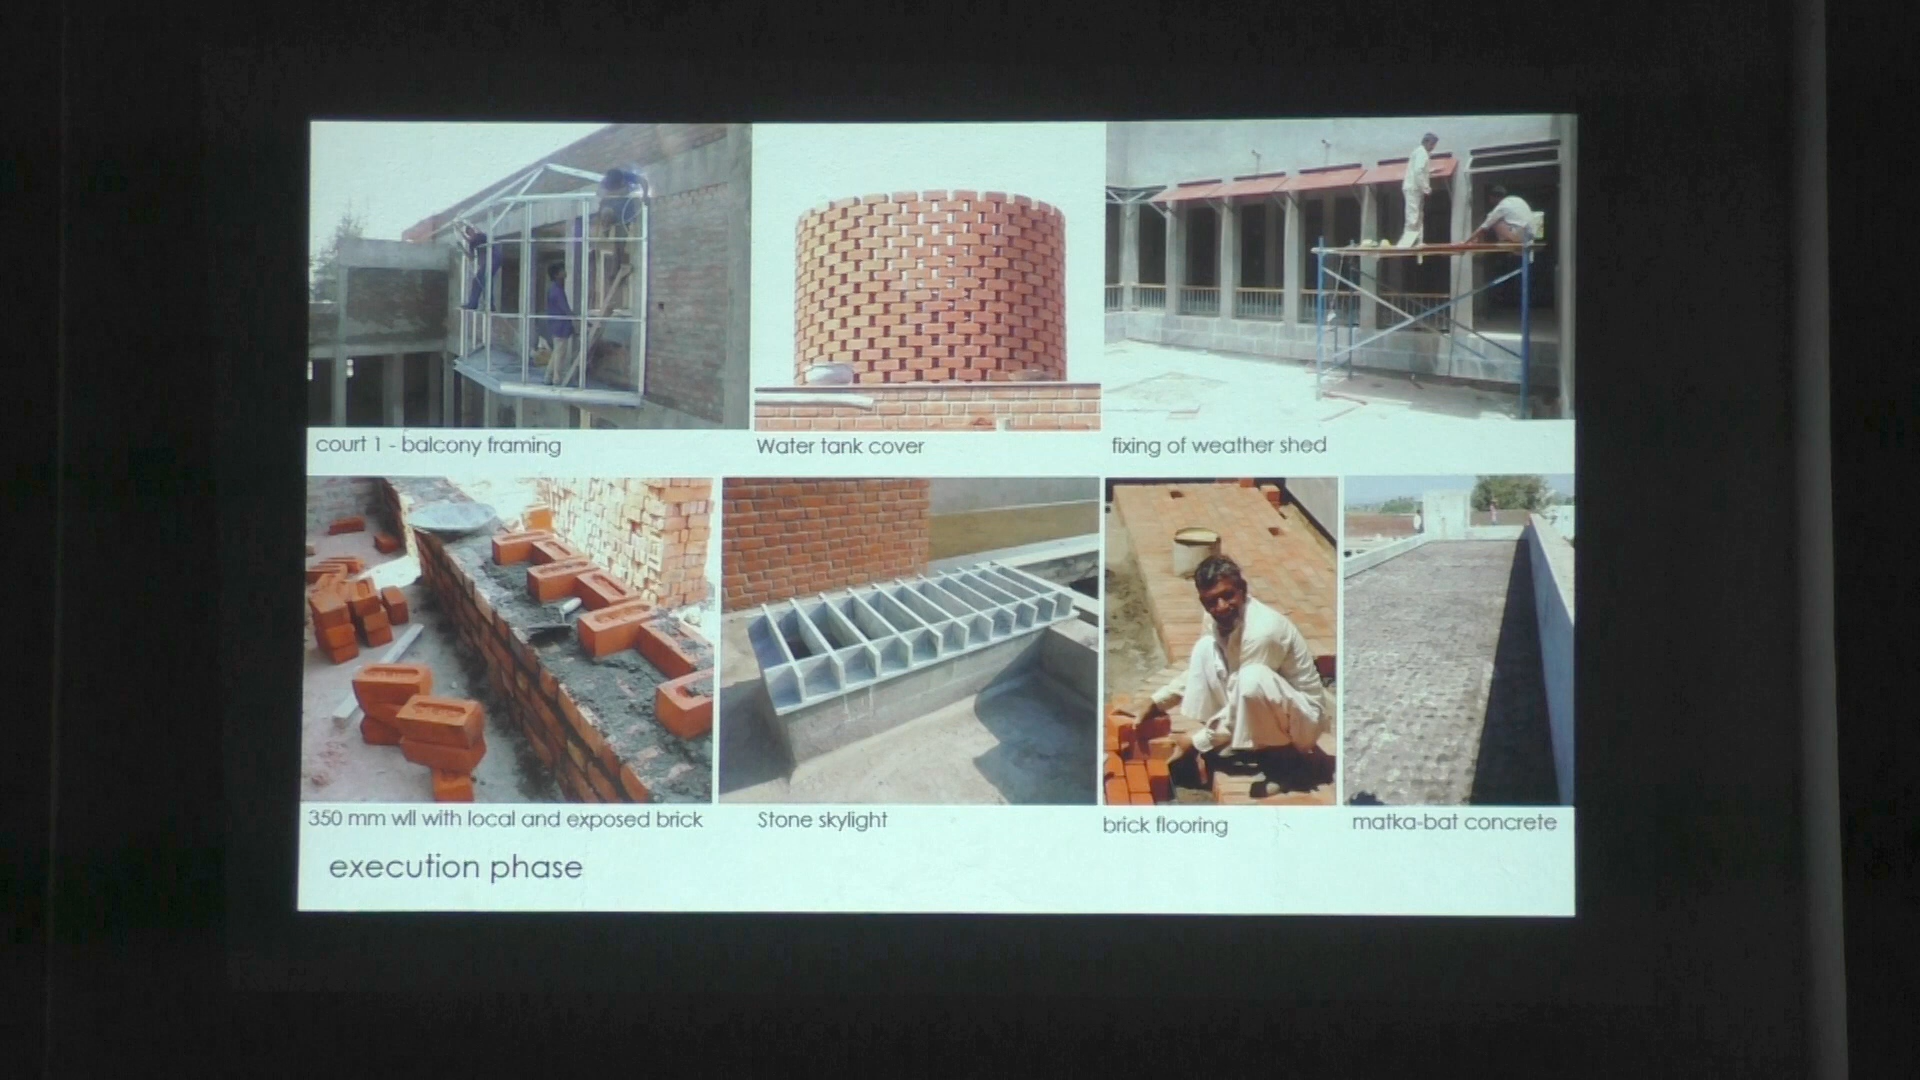 court 1 - balcony framing
Water tank cover
fixing of weather shed
350 mm wll with local and exposed brick
Stone skylight
brick flooring
matka-bat concrete
execution phase